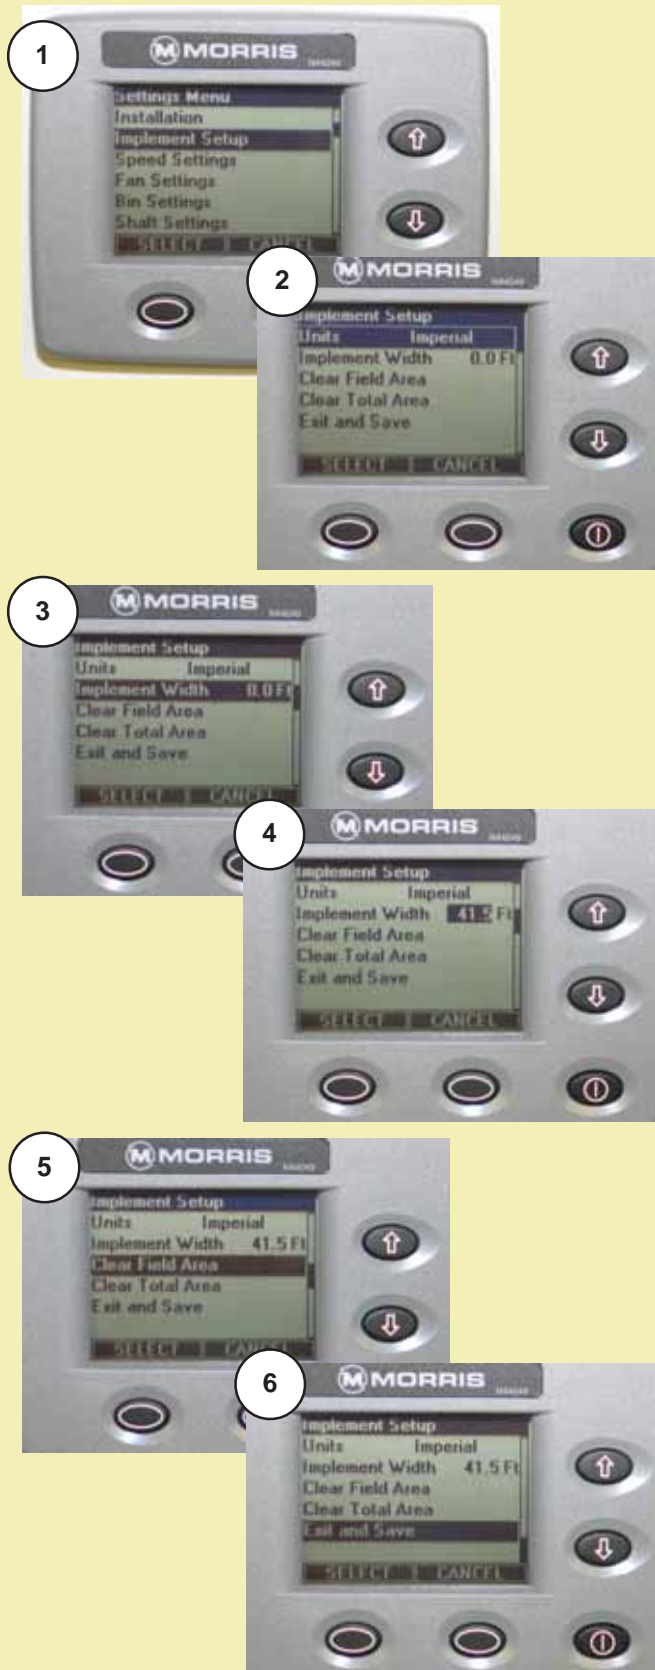 1
MORRIS
Settings Menu
Installation
Implement Setup
Speed Settings
Fan Settings
Bin Settings
Shaft Settings
SELECT | CANCEL
2
MORRIS
Implement Setup
Units Imperial
Implement Width 0.0 Ft
Clear Field Area
Clear Total Area
Exit and Save
SELECT | CANCEL
3
MORRIS
Implement Setup
Units Imperial
Implement Width 0.0 Ft
Clear Field Area
Clear Total Area
Exit and Save
SELECT | CANCEL
4
MORRIS
Implement Setup
Units Imperial
Implement Width 41.5 Ft
Clear Field Area
Clear Total Area
Exit and Save
SELECT | CANCEL
5
MORRIS
Implement Setup
Units Imperial
Implement Width 41.5 Ft
Clear Field Area
Clear Total Area
Exit and Save
SELECT | CANCEL
6
MORRIS
Implement Setup
Units Imperial
Implement Width 41.5 Ft
Clear Field Area
Clear Total Area
Exit and Save
SELECT | CANCEL